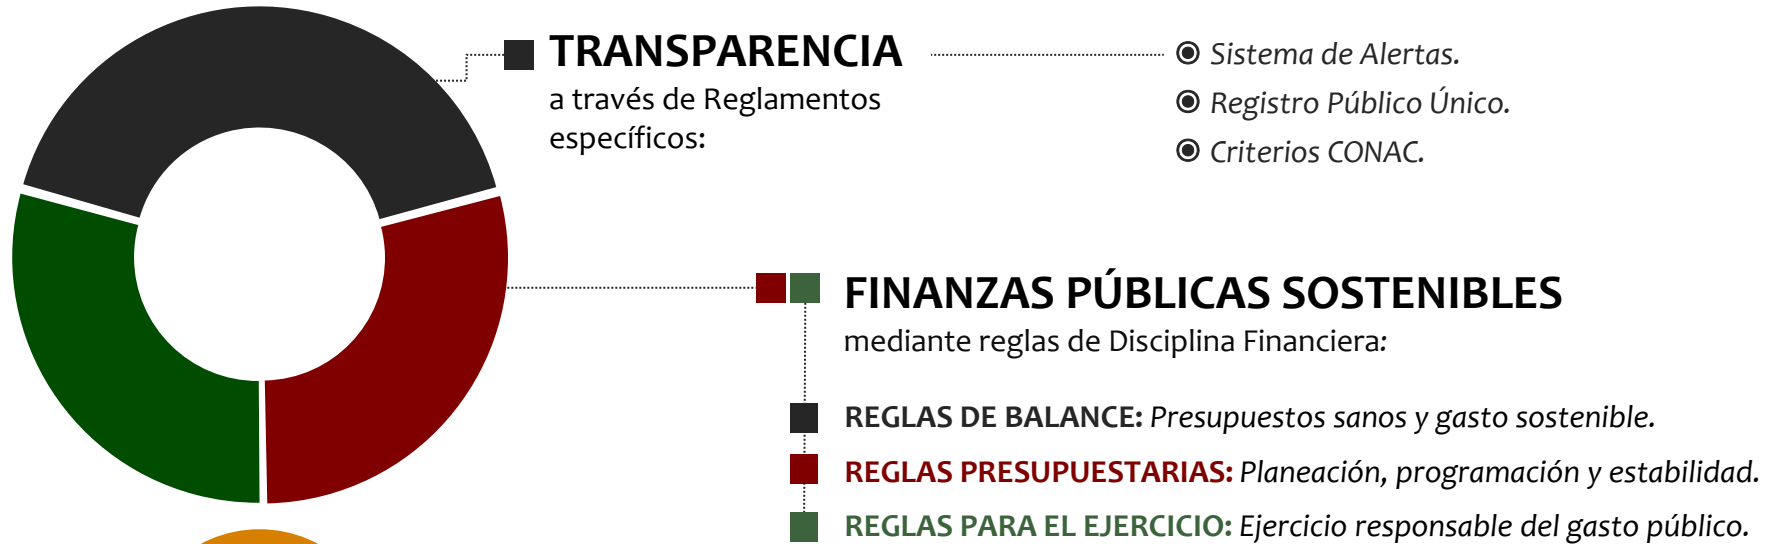 TRANSPARENCIA
a través de Reglamentos
específicos:
Sistema de Alertas.
Registro Público Único.
Criterios CONAC.
FINANZAS PÚBLICAS SOSTENIBLES
mediante reglas de Disciplina Financiera:
REGLAS DE BALANCE: Presupuestos sanos y gasto sostenible.
REGLAS PRESUPUESTARIAS: Planeación, programación y estabilidad.
REGLAS PARA EL EJERCICIO: Ejercicio responsable del gasto público.